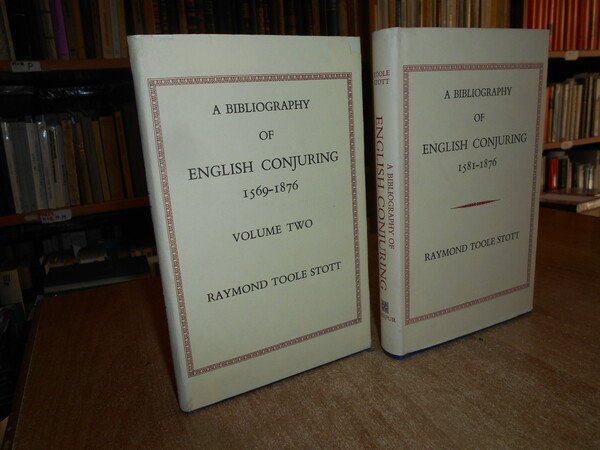 A BIBLIOGRAPHY
OF
ENGLISH CONJURING
1569-1876
VOLUME TWO
RAYMOND TOOLE STOTT
TOOLE
STOTT
A BIBLIOGRAPHY OF
ENGLISH CONJURING
A BIBLIOGRAPHY
OF
ENGLISH CONJURING
1581-1876
RAYMOND TOOLE STOTT